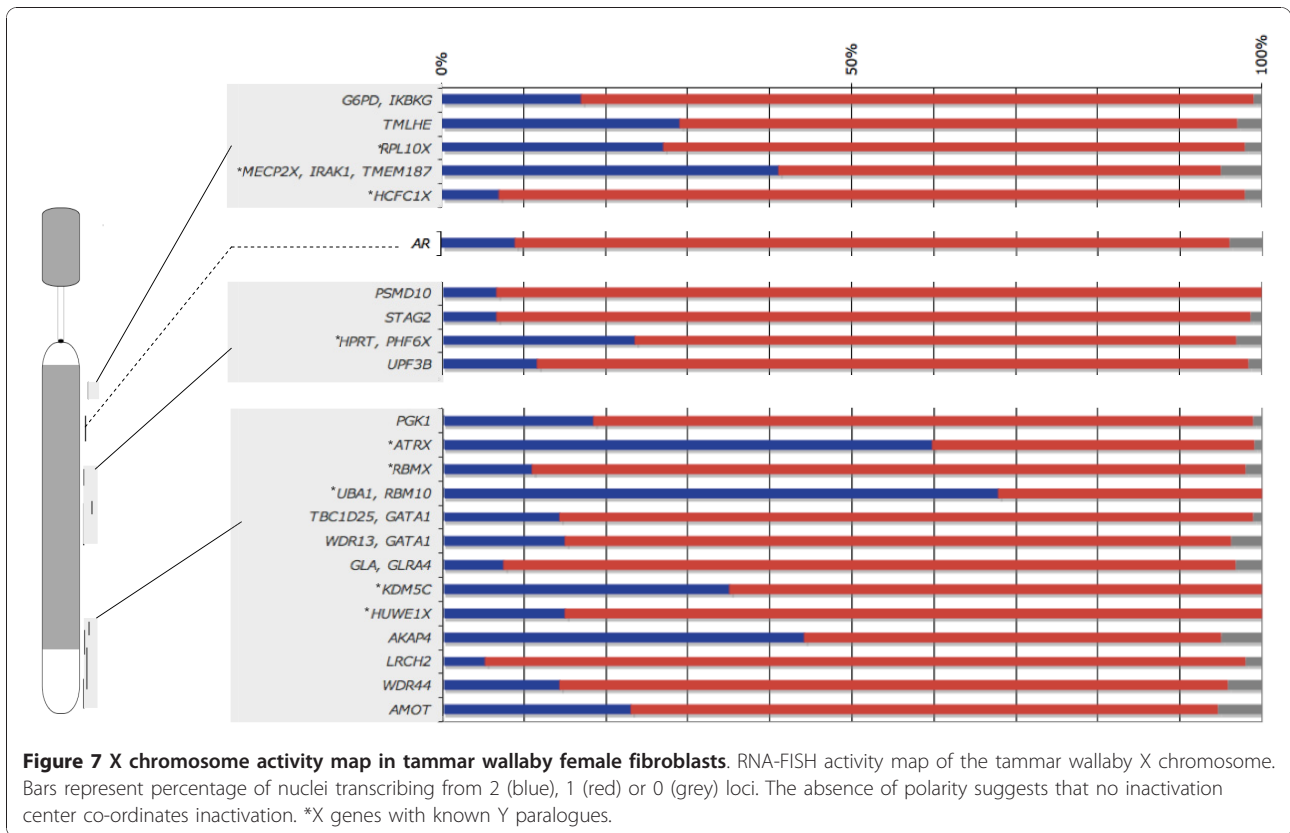 0%
50%
100%
G6PD, IKBKG
TMLHE
*RPL10X
*MECP2X, IRAK1, TMEM187
*HCFC1X
AR
PSMD10
STAG2
*HPRT, PHF6X
UPF3B
PGK1
*ATRX
*RBMX
*UBA1, RBM10
TBC1D25, GATA1
WDR13, GATA1
GLA, GLRA4
*KDM5C
*HUWE1X
AKAP4
LRCH2
WDR44
AMOT
Figure 7 X chromosome activity map in tammar wallaby female fibroblasts. RNA-FISH activity map of the tammar wallaby X chromosome.
Bars represent percentage of nuclei transcribing from 2 (blue), 1 (red) or 0 (grey) loci. The absence of polarity suggests that no inactivation
center co-ordinates inactivation. *X genes with known Y paralogues.